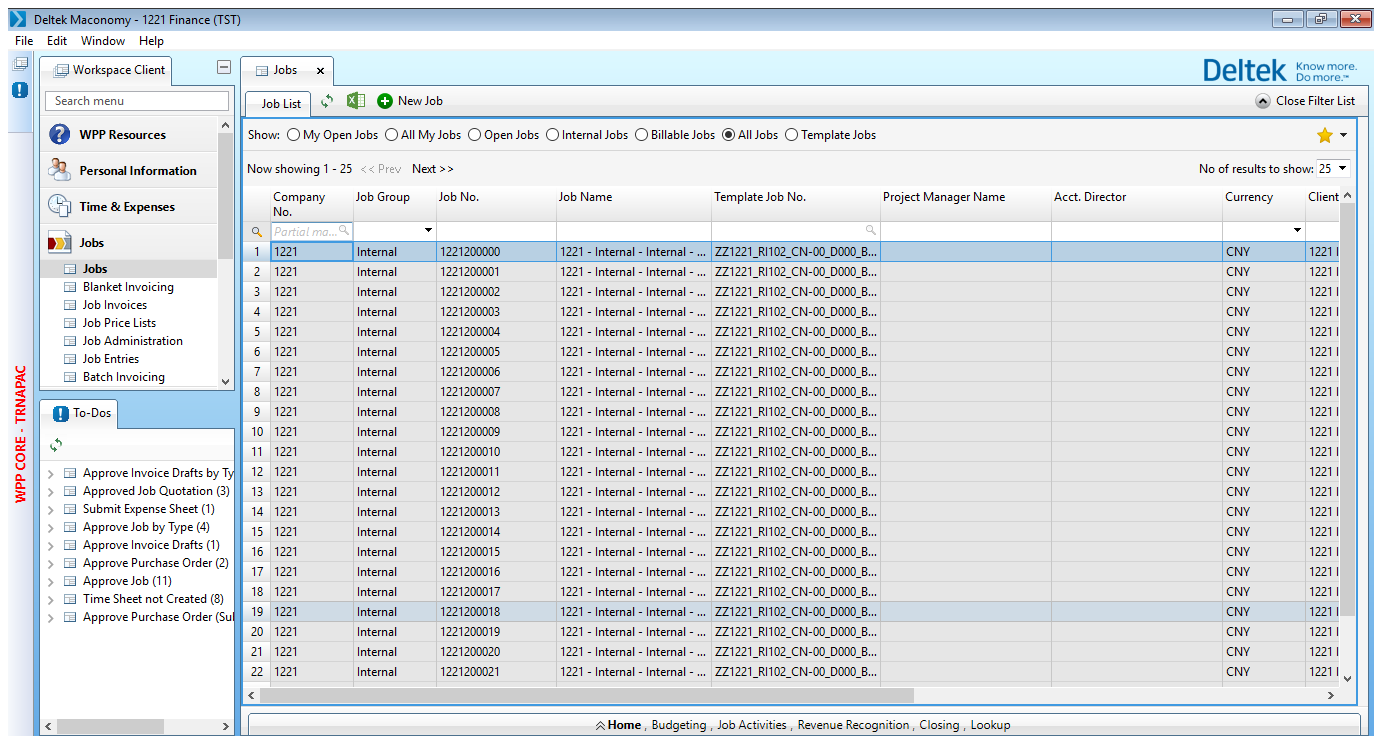 Deltek Maconomy - 1221 Finance (TST)
File Edit Window Help
WPP CORE - TRNAPAC
Workspace Client
Search menu
WPP Resources
Personal Information
Time & Expenses
Jobs
Jobs
Blanket Invoicing
Job Invoices
Job Price Lists
Job Administration
Job Entries
Batch Invoicing
To-Dos
Approve Invoice Drafts by Ty
Approved Job Quotation (3)
Submit Expense Sheet (1)
Approve Job by Type (4)
Approve Invoice Drafts (1)
Approve Purchase Order (2)
Approve Job (11)
Time Sheet not Created (8)
Approve Purchase Order (Sul
Jobs
Deltek Know more.
Do more.™
Job List New Job Close Filter List
Show: My Open Jobs All My Jobs Open Jobs Internal Jobs Billable Jobs All Jobs Template Jobs
Now showing 1 - 25 << Prev Next >> No of results to show: 25
Company No. Job Group Job No. Job Name Template Job No. Project Manager Name Acct. Director Currency Client
Partial ma...
1 1221 Internal 1221200000 1221 - Internal - Internal - ... ZZ1221_RI102_CN-00_D000_B... CNY 1221 I
2 1221 Internal 1221200001 1221 - Internal - Internal - ... ZZ1221_RI102_CN-00_D000_B... CNY 1221 I
3 1221 Internal 1221200002 1221 - Internal - Internal - ... ZZ1221_RI102_CN-00_D000_B... CNY 1221 I
4 1221 Internal 1221200003 1221 - Internal - Internal - ... ZZ1221_RI102_CN-00_D000_B... CNY 1221 I
5 1221 Internal 1221200004 1221 - Internal - Internal - ... ZZ1221_RI102_CN-00_D000_B... CNY 1221 I
6 1221 Internal 1221200005 1221 - Internal - Internal - ... ZZ1221_RI102_CN-00_D000_B... CNY 1221 I
7 1221 Internal 1221200006 1221 - Internal - Internal - ... ZZ1221_RI102_CN-00_D000_B... CNY 1221 I
8 1221 Internal 1221200007 1221 - Internal - Internal - ... ZZ1221_RI102_CN-00_D000_B... CNY 1221 I
9 1221 Internal 1221200008 1221 - Internal - Internal - ... ZZ1221_RI102_CN-00_D000_B... CNY 1221 I
10 1221 Internal 1221200009 1221 - Internal - Internal - ... ZZ1221_RI102_CN-00_D000_B... CNY 1221 I
11 1221 Internal 1221200010 1221 - Internal - Internal - ... ZZ1221_RI102_CN-00_D000_B... CNY 1221 I
12 1221 Internal 1221200011 1221 - Internal - Internal - ... ZZ1221_RI102_CN-00_D000_B... CNY 1221 I
13 1221 Internal 1221200012 1221 - Internal - Internal - ... ZZ1221_RI102_CN-00_D000_B... CNY 1221 I
14 1221 Internal 1221200013 1221 - Internal - Internal - ... ZZ1221_RI102_CN-00_D000_B... CNY 1221 I
15 1221 Internal 1221200014 1221 - Internal - Internal - ... ZZ1221_RI102_CN-00_D000_B... CNY 1221 I
16 1221 Internal 1221200015 1221 - Internal - Internal - ... ZZ1221_RI102_CN-00_D000_B... CNY 1221 I
17 1221 Internal 1221200016 1221 - Internal - Internal - ... ZZ1221_RI102_CN-00_D000_B... CNY 1221 I
18 1221 Internal 1221200017 1221 - Internal - Internal - ... ZZ1221_RI102_CN-00_D000_B... CNY 1221 I
19 1221 Internal 1221200018 1221 - Internal - Internal - ... ZZ1221_RI102_CN-00_D000_B... CNY 1221 I
20 1221 Internal 1221200019 1221 - Internal - Internal - ... ZZ1221_RI102_CN-00_D000_B... CNY 1221 I
21 1221 Internal 1221200020 1221 - Internal - Internal - ... ZZ1221_RI102_CN-00_D000_B... CNY 1221 I
22 1221 Internal 1221200021 1221 - Internal - Internal - ... ZZ1221_RI102_CN-00_D000_B... CNY 1221 I
Home , Budgeting , Job Activities , Revenue Recognition , Closing , Lookup